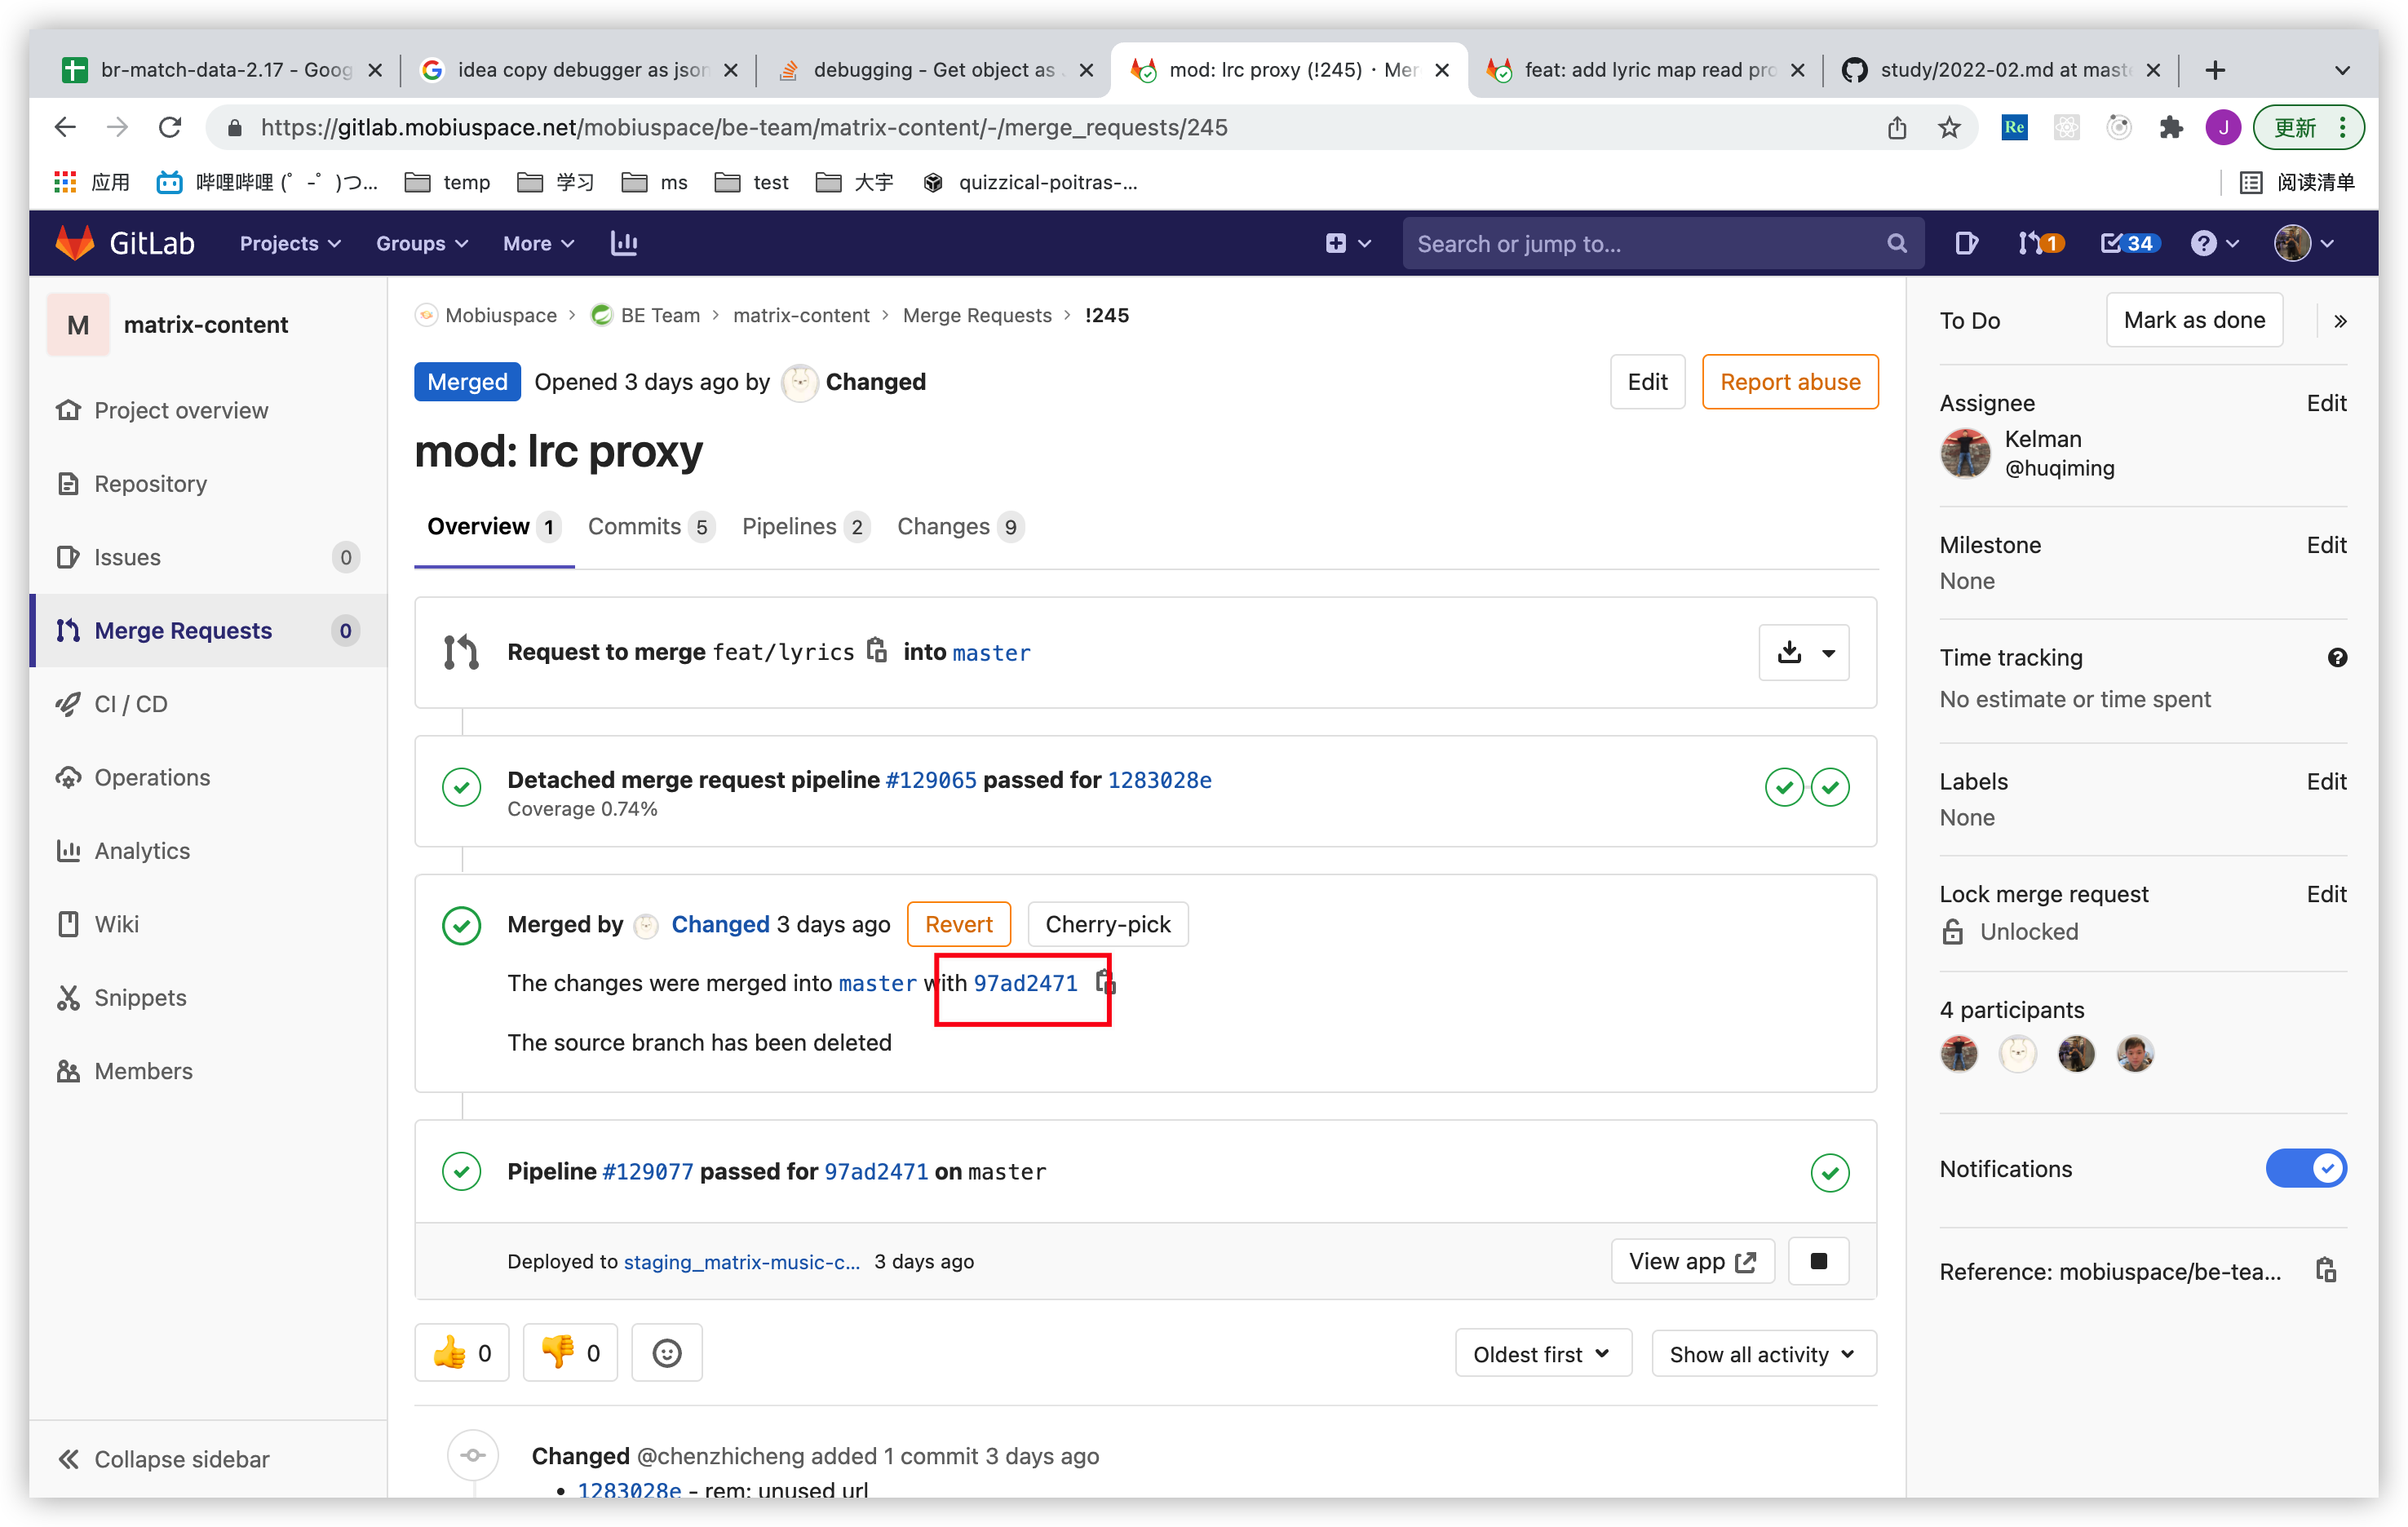 br-match-data-2.17 - Goog
idea copy debugger as json
debugging - Get object as J
mod: lrc proxy (!245) · Mer
feat: add lyric map read pro
study/2022-02.md at mast
https://gitlab.mobiuspace.net/mobiuspace/be-team/matrix-content/-/merge_requests/245
Re
J
更新
应用
哔哩哔哩 (゜-゜)つ...
temp
学习
ms
test
大宇
quizzical-poitras-...
阅读清单
GitLab
Projects
Groups
More
Search or jump to...
1
34
M
matrix-content
Project overview
Repository
Issues 0
Merge Requests 0
CI / CD
Operations
Analytics
Wiki
Snippets
Members
Collapse sidebar
Mobiuspace > BE Team > matrix-content > Merge Requests > !245
Merged Opened 3 days ago by Changed
Edit
Report abuse
mod: lrc proxy
Overview 1 Commits 5 Pipelines 2 Changes 9
Request to merge feat/lyrics into master
Detached merge request pipeline #129065 passed for 1283028e
Coverage 0.74%
Merged by Changed 3 days ago Revert Cherry-pick
The changes were merged into master with 97ad2471
The source branch has been deleted
Pipeline #129077 passed for 97ad2471 on master
Deployed to staging_matrix-music-c... 3 days ago
View app
0
0
Oldest first
Show all activity
Changed @chenzhicheng added 1 commit 3 days ago
• 1283028e - rem: unused url
To Do
Mark as done
Assignee Edit
Kelman
@huqiming
Milestone Edit
None
Time tracking
No estimate or time spent
Labels Edit
None
Lock merge request Edit
Unlocked
4 participants
Notifications
Reference: mobiuspace/be-tea...